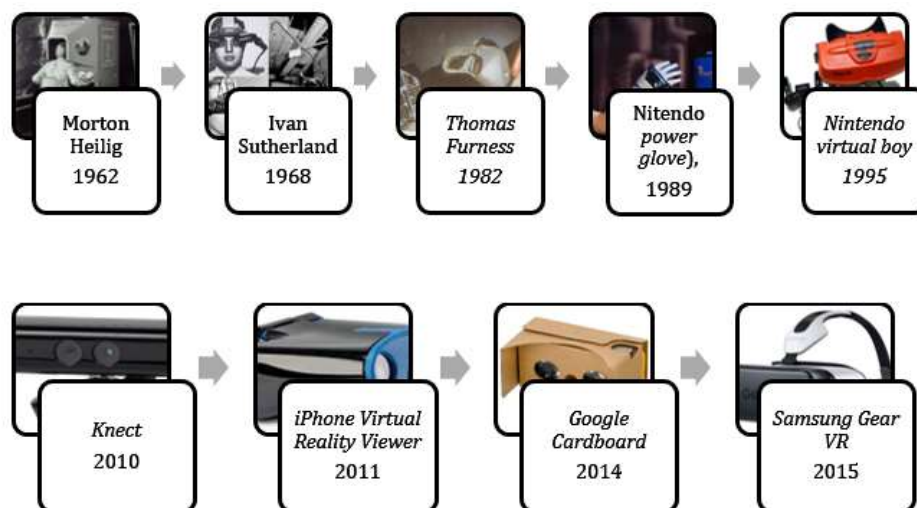 Morton
Heilig
1962
Ivan
Sutherland
1968
Thomas
Furness
1982
Nitendo
power
glove),
1989
Nintendo
virtual boy
1995
Knect
2010
iPhone Virtual
Reality Viewer
2011
Google
Cardboard
2014
Samsung Gear
VR
2015